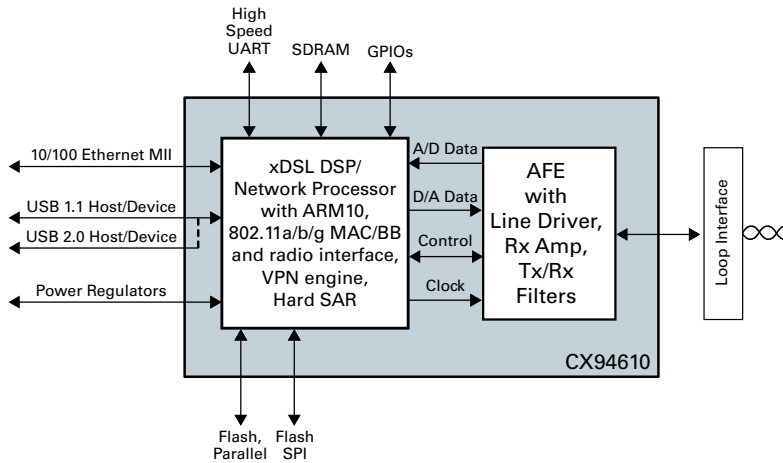 High
Speed
UART
SDRAM
GPIOs
10/100 Ethernet MII
USB 1.1 Host/Device
USB 2.0 Host/Device
Power Regulators
xDSL DSP/
Network Processor
with ARM10,
802.11a/b/g MAC/BB
and radio interface,
VPN engine,
Hard SAR
A/D Data
D/A Data
Control
Clock
AFE
with
Line Driver,
Rx Amp,
Tx/Rx
Filters
Loop Interface
CX94610
Flash,
Parallel
Flash
SPI